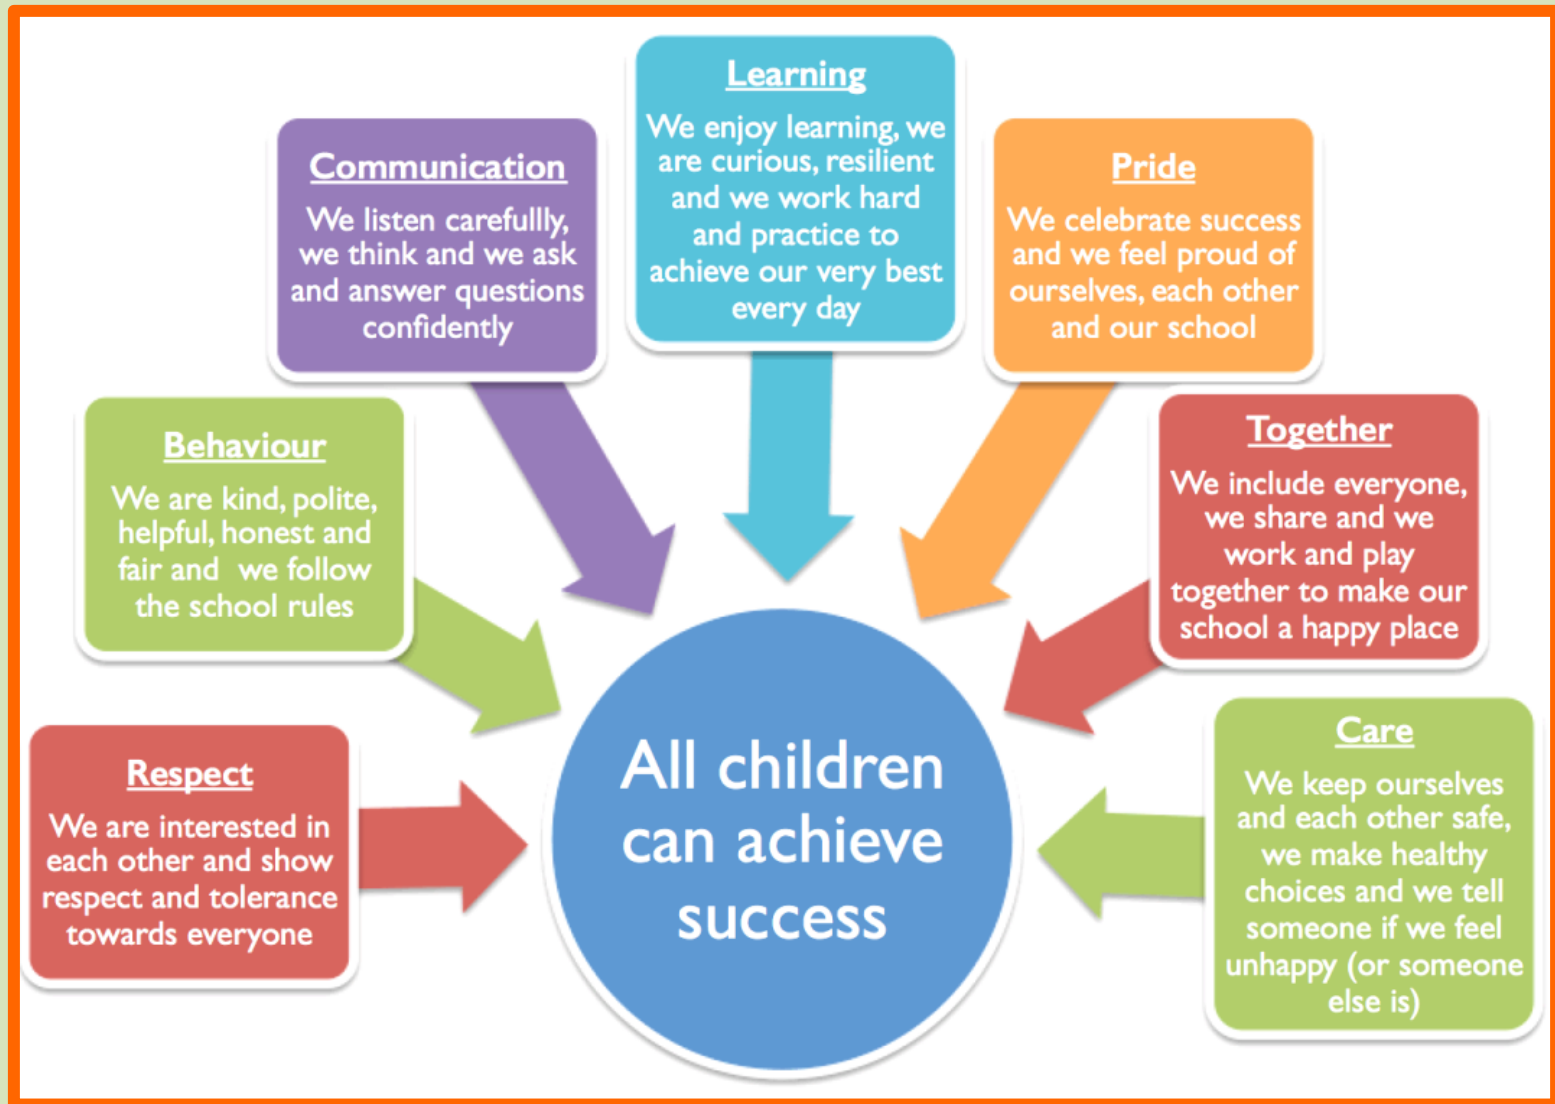 Learning
We enjoy learning, we
are curious, resilient
and we work hard
and practice to
achieve our very best
every day
Communication
We listen carefullly,
we think and we ask
and answer questions
confidently
Pride
We celebrate success
and we feel proud of
ourselves, each other
and our school
Behaviour
We are kind, polite,
helpful, honest and
fair and we follow
the school rules
Together
We include everyone,
we share and we
work and play
together to make our
school a happy place
Respect
We are interested in
each other and show
respect and tolerance
towards everyone
All children
can achieve
success
Care
We keep ourselves
and each other safe,
we make healthy
choices and we tell
someone if we feel
unhappy (or someone
else is)